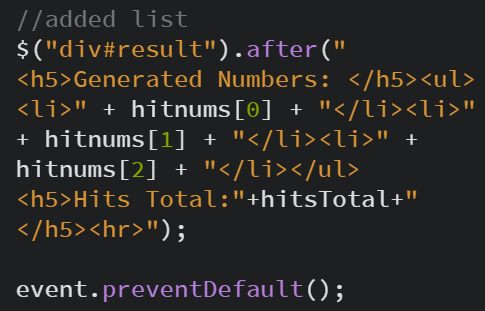 //added list
$("div#result").after("
<h5>Generated Numbers: </h5><ul>
<li>" + hitnums[0] + "</li><li>"
+ hitnums[1] + "</li><li>" +
hitnums[2] + "</li></ul>
<h5>Hits Total:"+hitsTotal+"
</h5><hr>");
event.preventDefault();